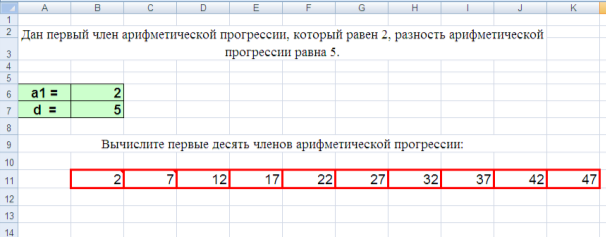 A B C D E F G H I J K
1
2 Дан первый член арифметической прогрессии, который равен 2, разность арифметической
3 прогрессии равна 5.
4
5
6 a1 = 2
7 d = 5
8
9 Вычислите первые десять членов арифметической прогрессии:
10
11 2 7 12 17 22 27 32 37 42 47
12
13
14